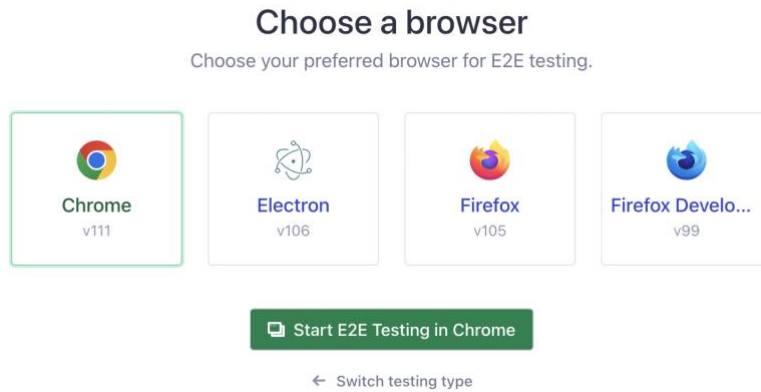 Choose a browser
Choose your preferred browser for E2E testing.
Chrome
v111
Electron
v106
Firefox
v105
Firefox Develo...
v99
Start E2E Testing in Chrome
← Switch testing type